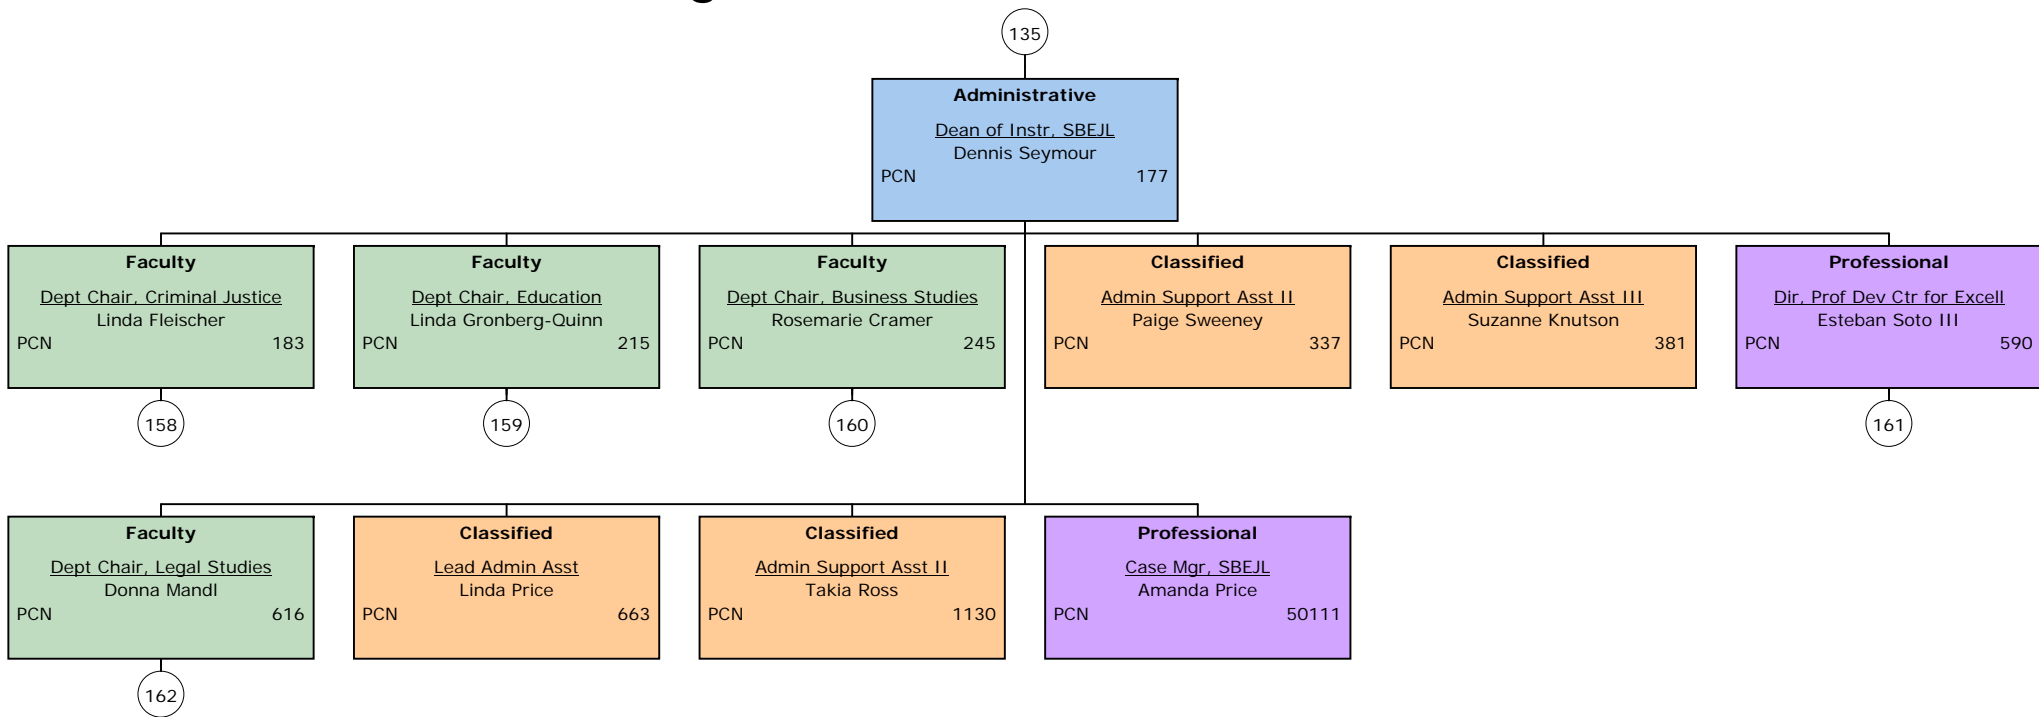 135
Administrative
Dean of Instr, SBEJL
Dennis Seymour
PCN 177
Faculty
Dept Chair, Criminal Justice
Linda Fleischer
PCN 183
158
Faculty
Dept Chair, Education
Linda Gronberg-Quinn
PCN 215
159
Faculty
Dept Chair, Business Studies
Rosemarie Cramer
PCN 245
160
Classified
Admin Support Asst II
Paige Sweeney
PCN 337
Classified
Admin Support Asst III
Suzanne Knutson
PCN 381
Professional
Dir, Prof Dev Ctr for Excell
Esteban Soto III
PCN 590
161
Faculty
Dept Chair, Legal Studies
Donna Mandl
PCN 616
162
Classified
Lead Admin Asst
Linda Price
PCN 663
Classified
Admin Support Asst II
Takia Ross
PCN 1130
Professional
Case Mgr, SBEJL
Amanda Price
PCN 50111